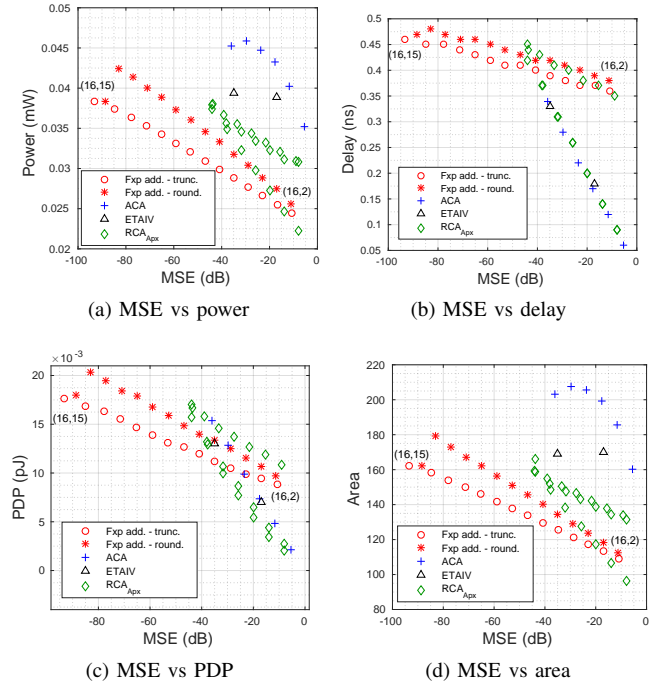 0.05
0.045
0.04
0.035
0.03
0.025
0.02
Power (mW)
(16,15)
(16,2)
Fxp add. - trunc.
Fxp add. - round.
ACA
ETAIV
RCA_Apx
-100 -80 -60 -40 -20 0
MSE (dB)
(a) MSE vs power
0.5
0.45
0.4
0.35
0.3
0.25
0.2
0.15
0.1
0.05
Delay (ns)
(16,15)
(16,2)
Fxp add. - trunc.
Fxp add. - round.
ACA
ETAIV
RCA_Apx
-100 -80 -60 -40 -20 0
MSE (dB)
(b) MSE vs delay
× 10^-3
20
15
10
5
0
PDP (pJ)
(16,15)
(16,2)
Fxp add. - trunc.
Fxp add. - round.
ACA
ETAIV
RCA_Apx
-80 -60 -40 -20 0
MSE (dB)
(c) MSE vs PDP
220
200
180
160
140
120
100
80
Area
(16,15)
(16,2)
Fxp add. - trunc.
Fxp add. - round.
ACA
ETAIV
RCA_Apx
-100 -80 -60 -40 -20 0
MSE (dB)
(d) MSE vs area